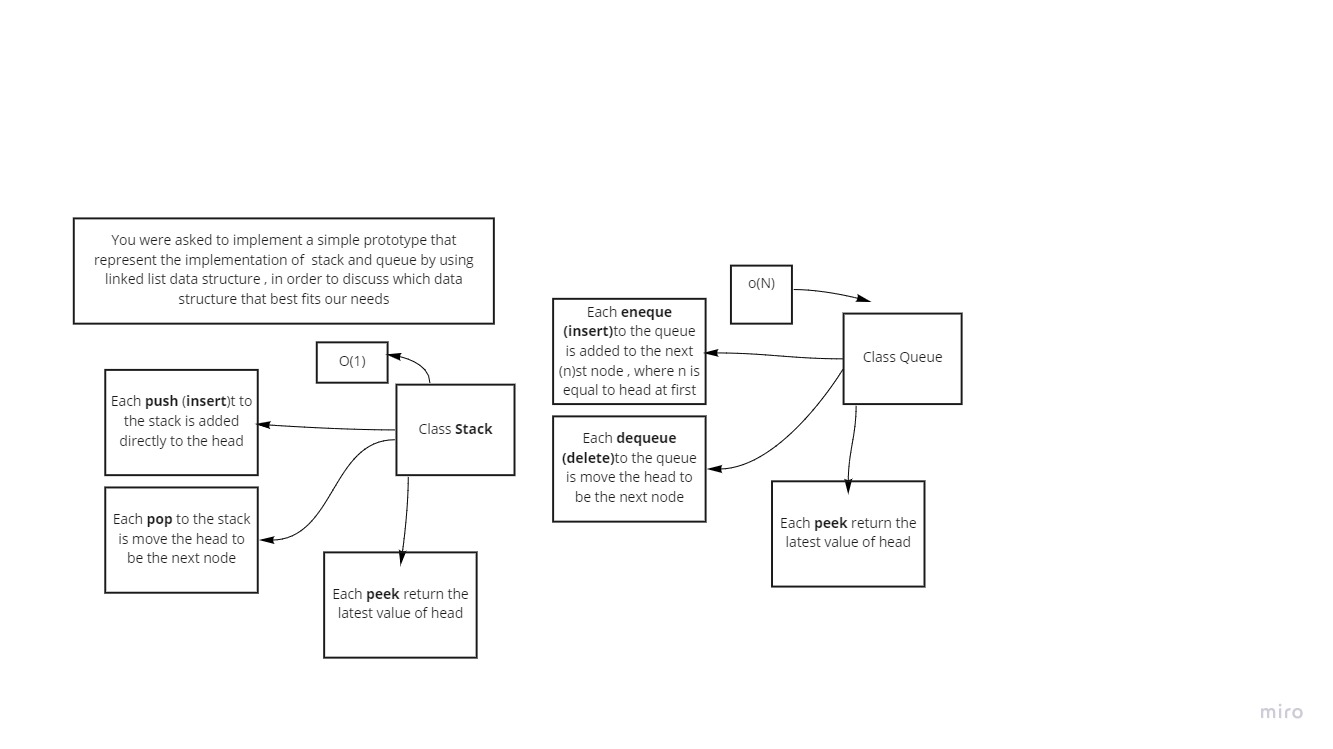 You were asked to implement a simple prototype that
represent the implementation of stack and queue by using
linked list data structure , in order to discuss which data
structure that best fits our needs
O(1)
Each push (insert)t to
the stack is added
directly to the head
Class Stack
Each pop to the stack
is move the head to
be the next node
Each peek return the
latest value of head
o(N)
Each eneque
(insert)to the queue
is added to the next
(n)st node , where n is
equal to head at first
Class Queue
Each dequeue
(delete)to the queue
is move the head to
be the next node
Each peek return the
latest value of head
miro